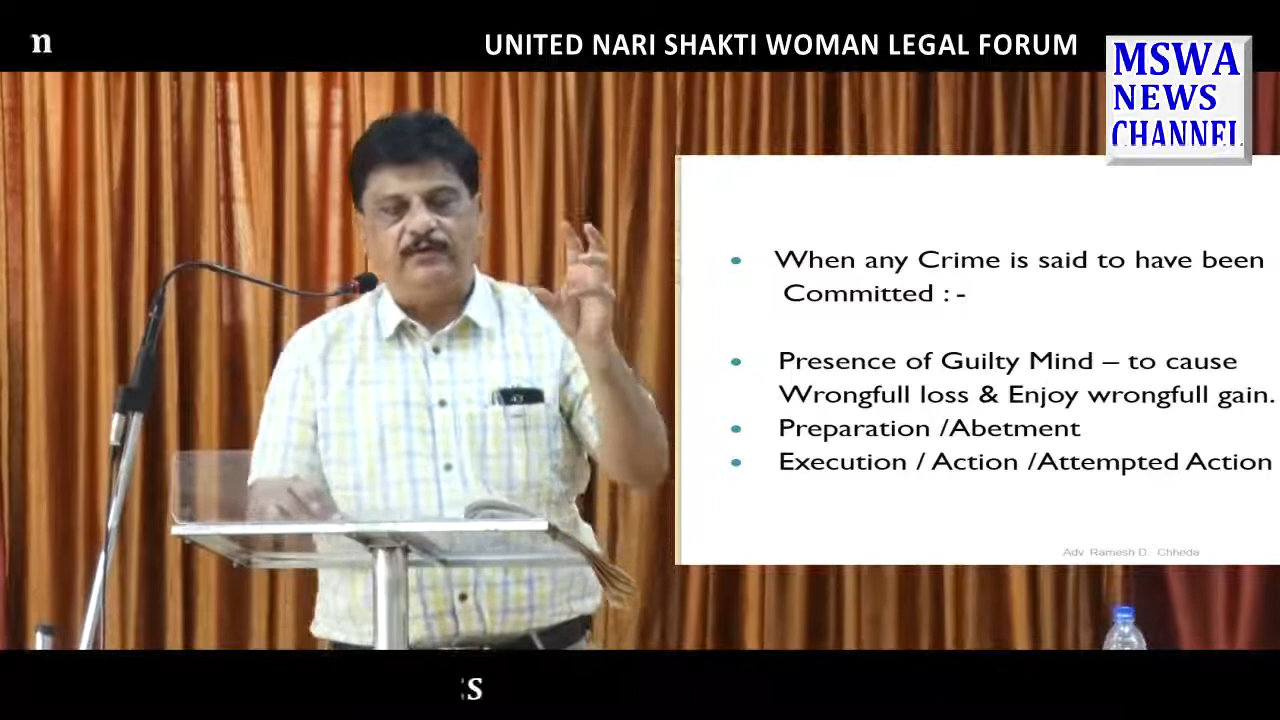 n
UNITED NARI SHAKTI WOMAN LEGAL FORUM
MSWA
NEWS
CHANNEL
• When any Crime is said to have been
Committed : -
• Presence of Guilty Mind – to cause
Wrongfull loss & Enjoy wrongfull gain.
• Preparation /Abetment
• Execution / Action /Attempted Action
Adv. Ramesh D. Chheda
s